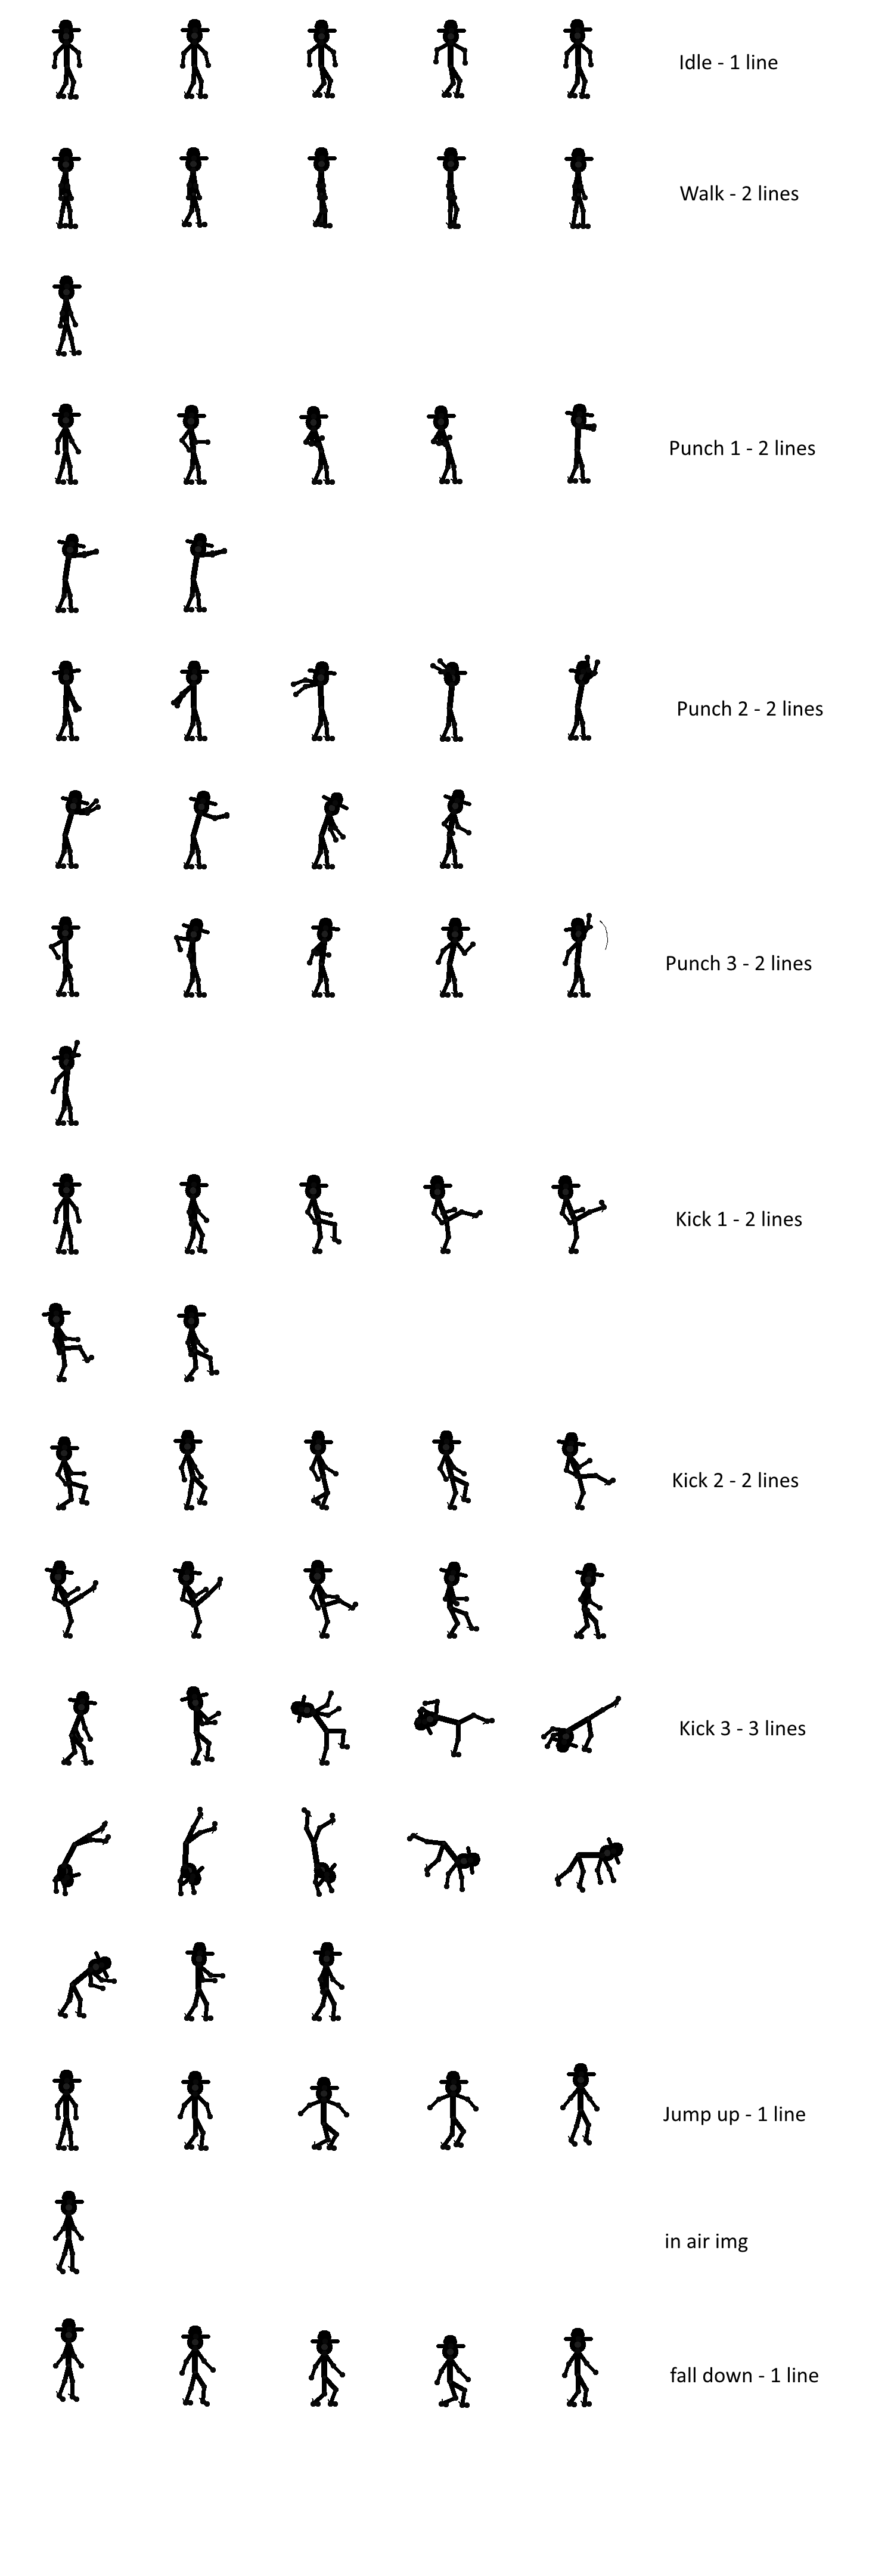 Idle - 1 line
Walk - 2 lines
Punch 1 - 2 lines
Punch 2 - 2 lines
Punch 3 - 2 lines
Kick 1 - 2 lines
Kick 2 - 2 lines
Kick 3 - 3 lines
Jump up - 1 line
in air img
fall down - 1 line